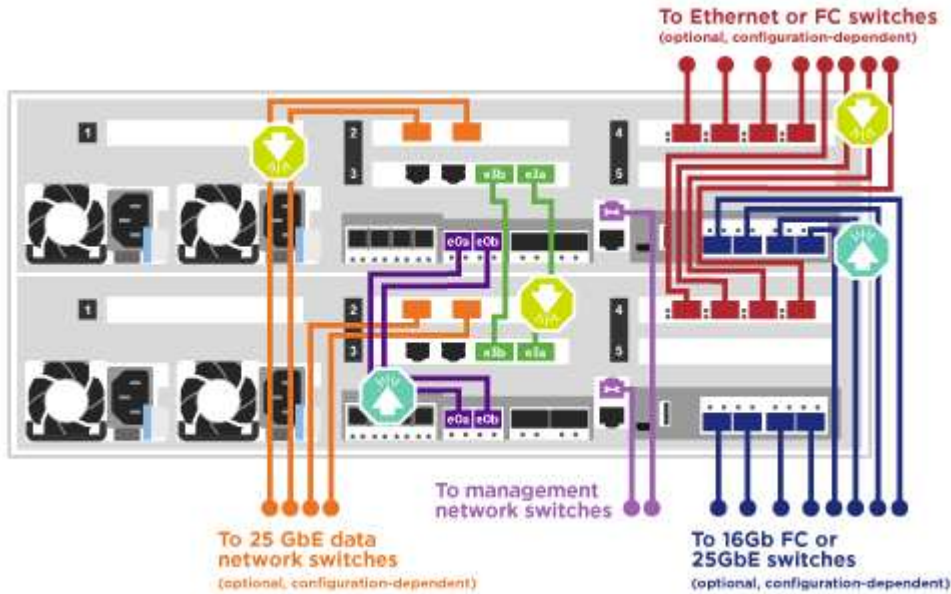 To Ethernet or FC switches
(optional, configuration-dependent)
1
2
4
3
e3b
e3a
5
e0a
e0b
1
2
4
3
e3b
e3a
5
e0a
e0b
To management
network switches
To 25 GbE data
network switches
(optional, configuration-dependent)
To 16Gb FC or
25GbE switches
(optional, configuration-dependent)